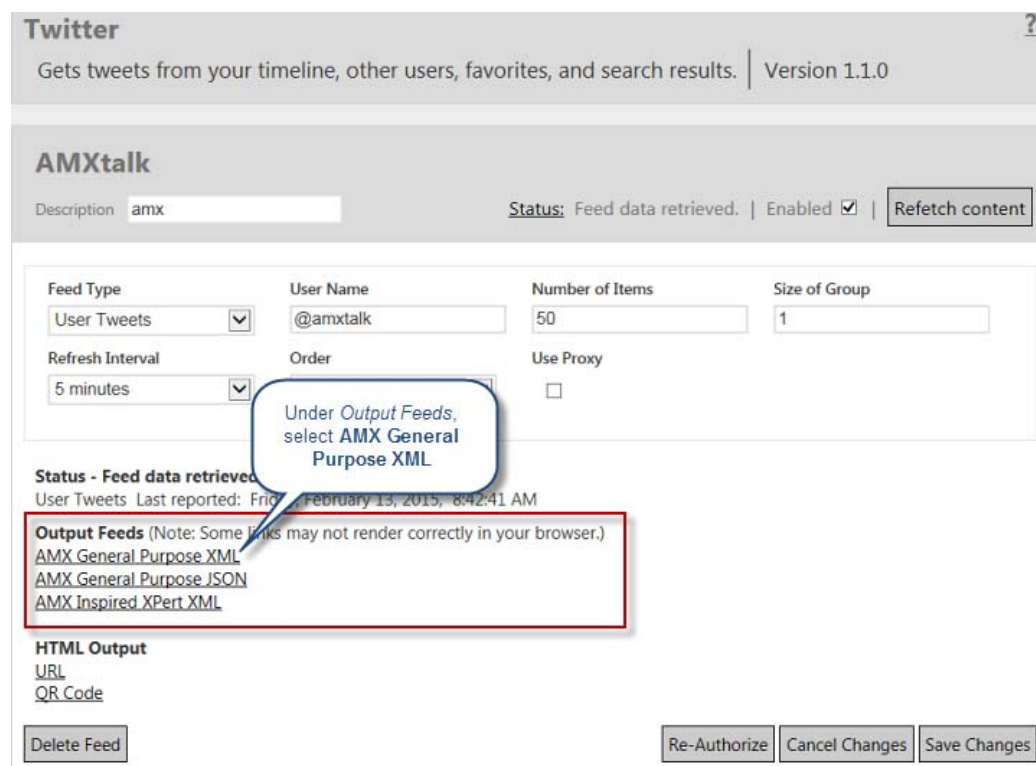 Twitter
?
Gets tweets from your timeline, other users, favorites, and search results. | Version 1.1.0
AMXtalk
Description amx
Status: Feed data retrieved. | Enabled | Refetch content
Feed Type
User Name
Number of Items
Size of Group
User Tweets
@amxtalk
50
1
Refresh Interval
Order
Use Proxy
5 minutes
Under Output Feeds,
select AMX General
Purpose XML
Status - Feed data retrieved
User Tweets Last reported: February 13, 2015, 8:42:41 AM
Output Feeds (Note: Some may not render correctly in your browser.)
AMX General Purpose XML
AMX General Purpose JSON
AMX Inspired XPert XML
HTML Output
URL
QR Code
Delete Feed
Re-Authorize
Cancel Changes
Save Changes